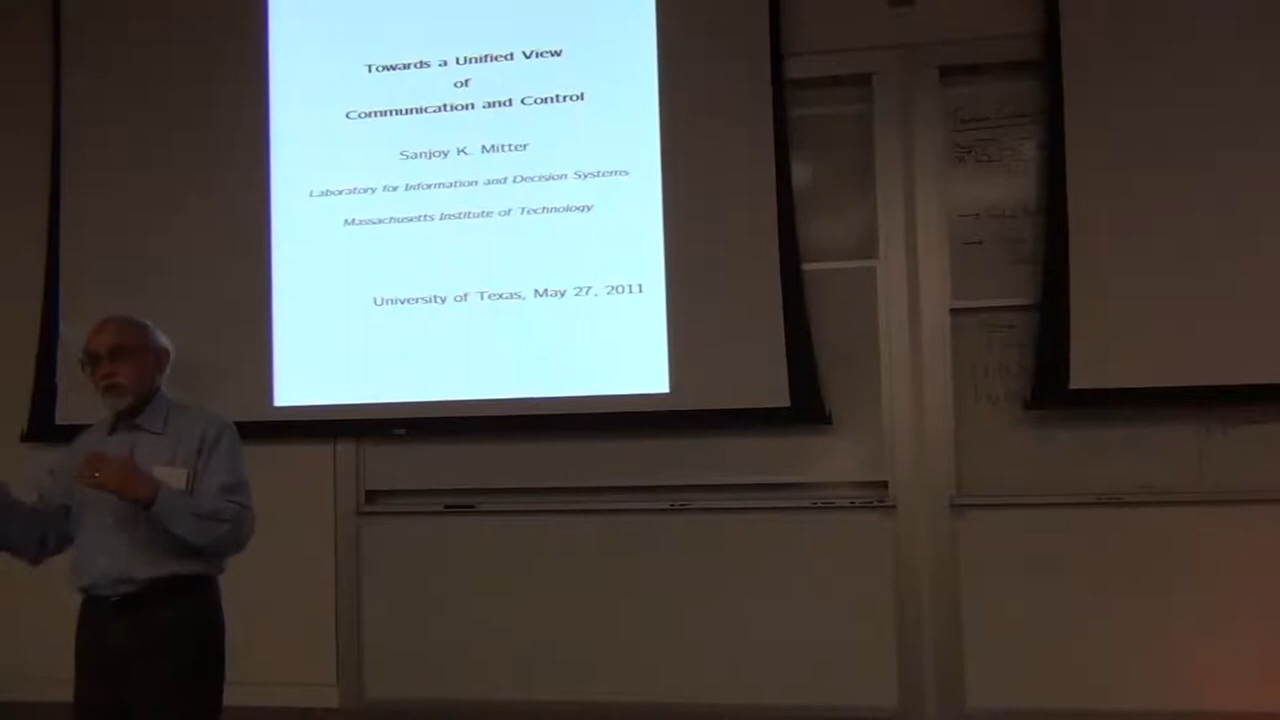 Towards a Unified View
of
Communication and Control
Sanjoy K. Mitter
Laboratory for Information and Decision Systems
Massachusetts Institute of Technology
University of Texas, May 27, 2011